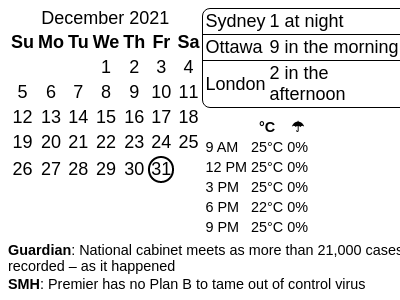 December 2021
Su Mo Tu We Th Fr Sa
1 2 3 4
5 6 7 8 9 10 11
12 13 14 15 16 17 18
19 20 21 22 23 24 25
26 27 28 29 30 31
Sydney 1 at night
Ottawa 9 in the morning
London 2 in the
afternoon
°C ☂
9 AM 25°C 0%
12 PM 25°C 0%
3 PM 25°C 0%
6 PM 22°C 0%
9 PM 25°C 0%
Guardian: National cabinet meets as more than 21,000 cases
recorded – as it happened
SMH: Premier has no Plan B to tame out of control virus